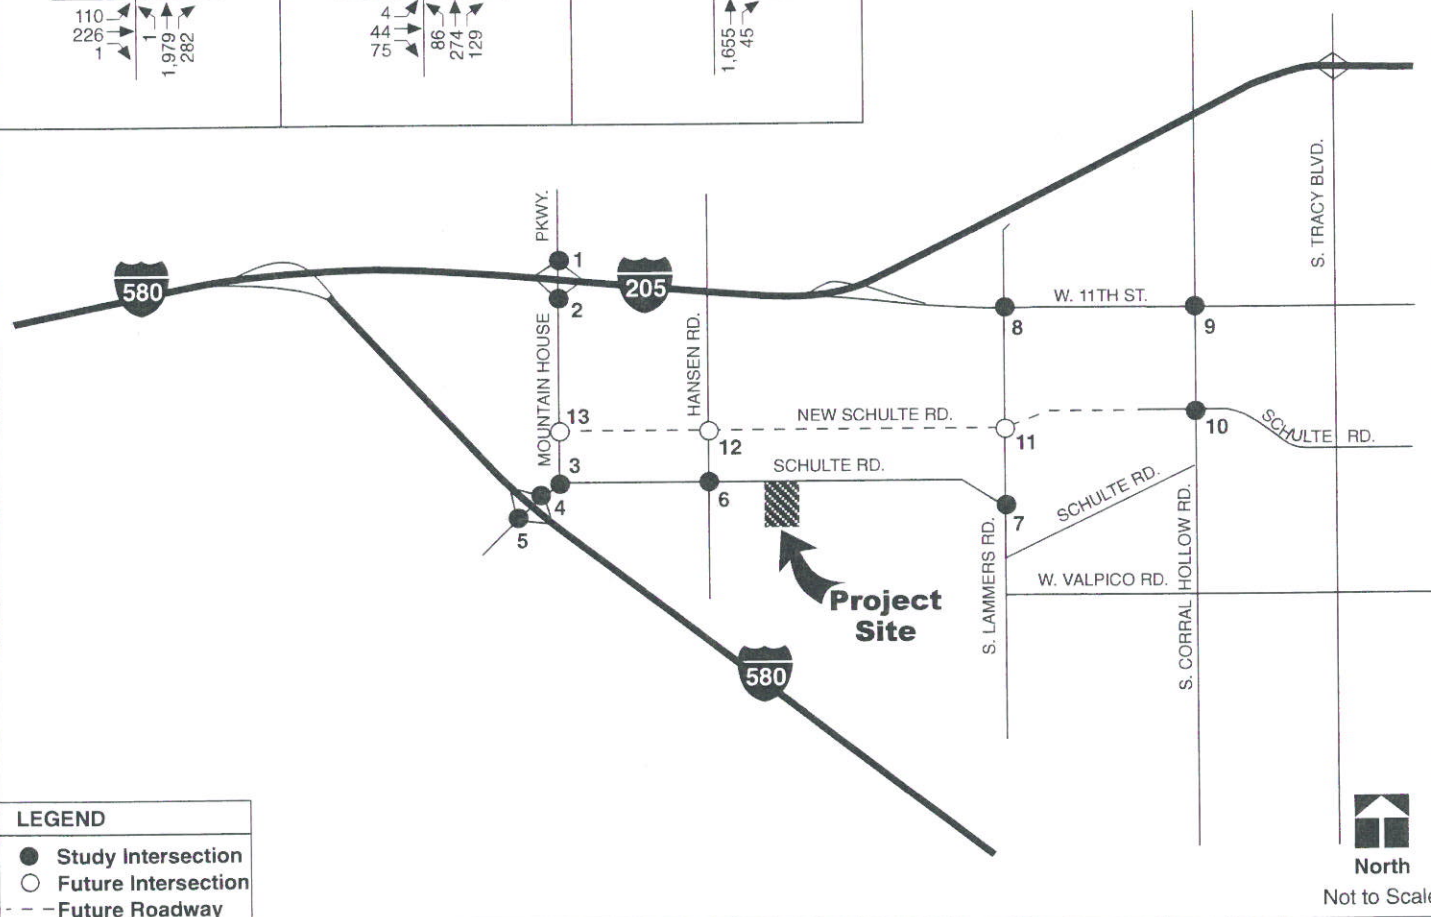 110
226
1
1
1,979
282
4
44
75
86
274
129
1,655
45
S. TRACY BLVD.
PKWY.
1
580
205
2
W. 11TH ST.
8
9
MOUNTAIN HOUSE
HANSEN RD.
13
NEW SCHULTE RD.
12
11
10
SCHULTE RD.
3
SCHULTE RD.
4
6
7
5
SCHULTE RD.
W. VALPICO RD.
S. LAMMERS RD.
S. CORRAL HOLLOW RD.
Project
Site
580
LEGEND
Study Intersection
Future Intersection
Future Roadway
North
Not to Scale